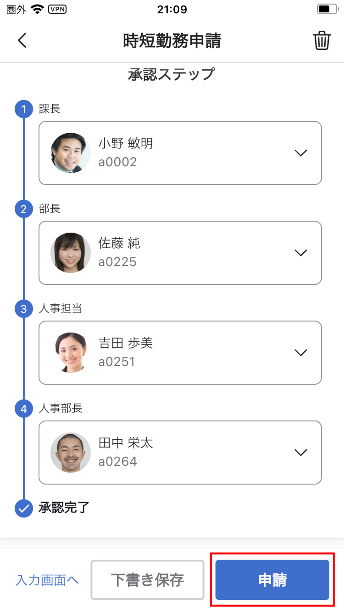 圏外 VPN 21:09
時短勤務申請
承認ステップ
1 課長
小野 敏明
a0002
2 部長
佐藤 純
a0225
3 人事担当
吉田 歩美
a0251
4 人事部長
田中 栄太
a0264
承認完了
入力画面へ 下書き保存 申請